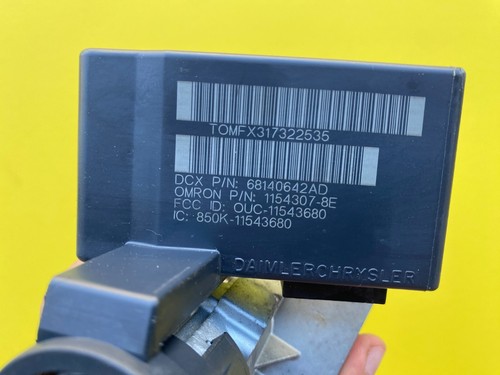 TOMFX317322535
DCX P/N: 68140642AD
OMRON P/N: 1154307-8E
FCC ID: OUC-11543680
IC: 850K-11543680
DAIMLERCHRYSLER